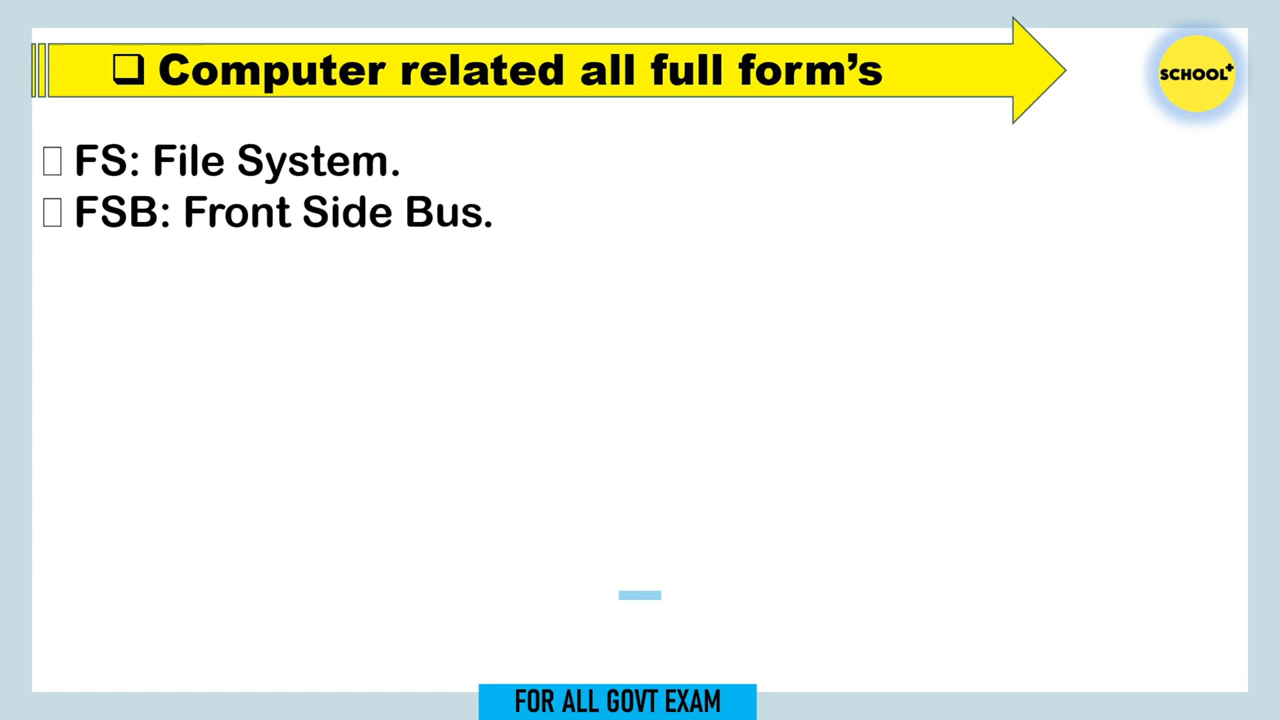 ❑ Computer related all full form’s
SCHOOL+
FS: File System.
FSB: Front Side Bus.
FOR ALL GOVT EXAM